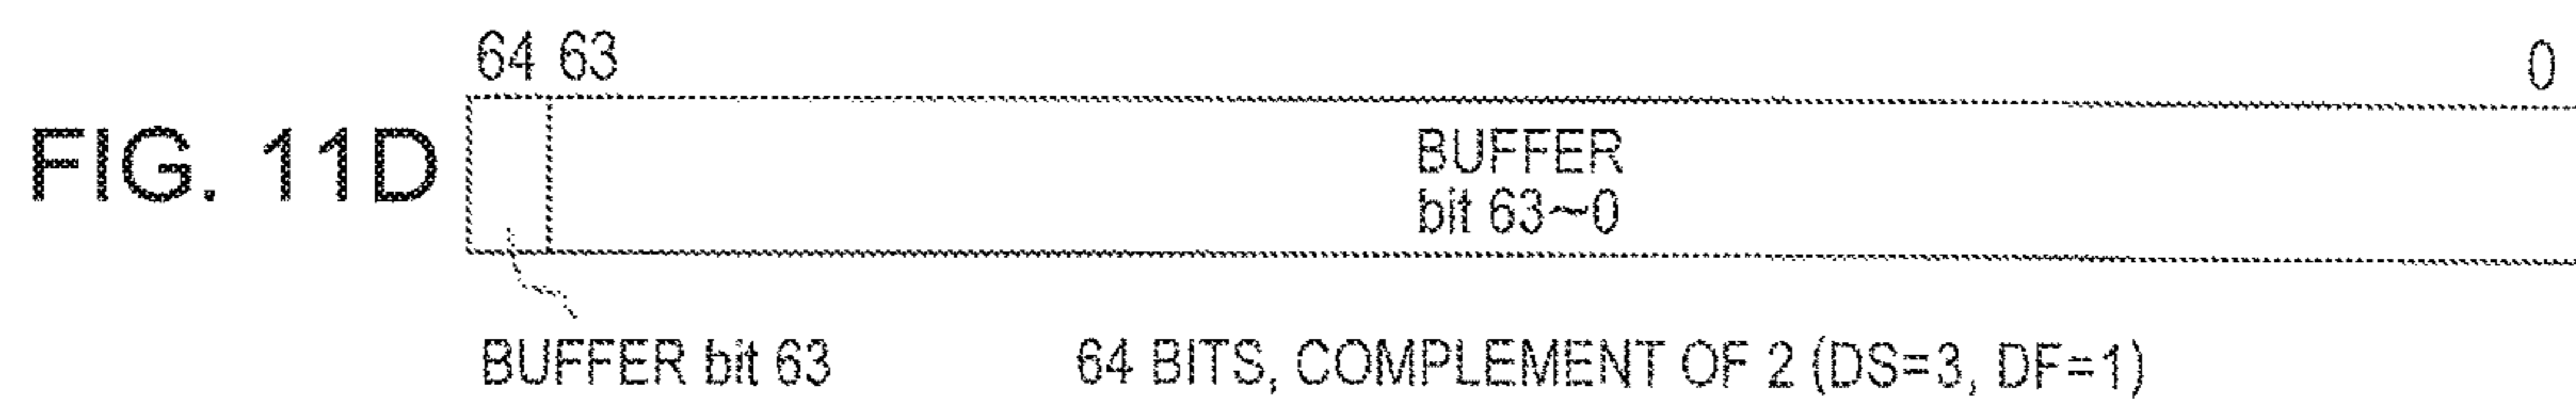 64 63 0
FIG. 11D
BUFFER
bit 63~0
BUFFER bit 63
64 BITS, COMPLEMENT OF 2 (DS=3, DF=1)